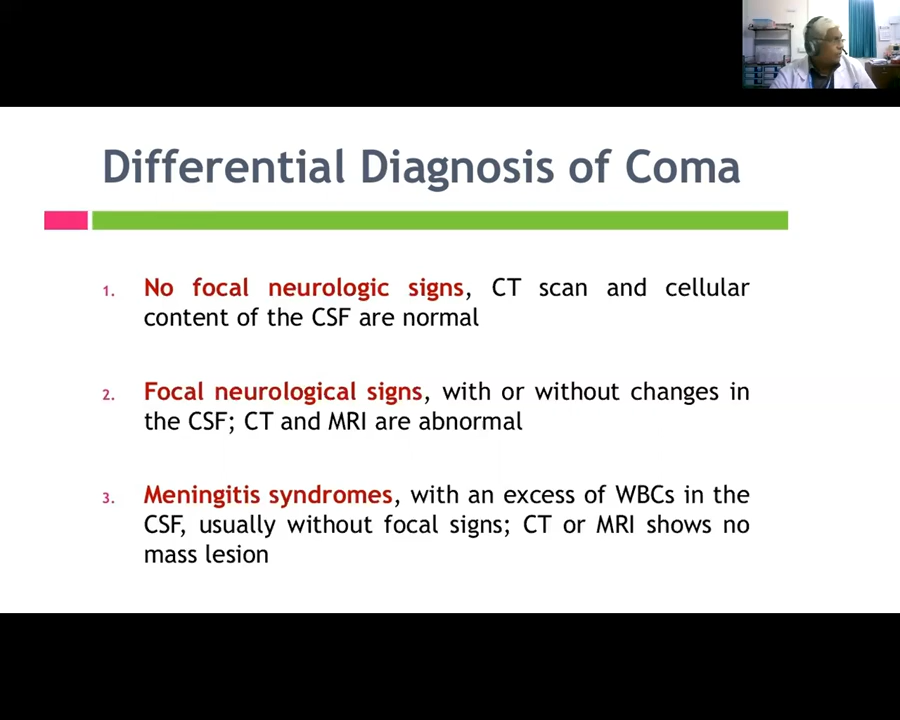 Differential Diagnosis of Coma
1. No focal neurologic signs, CT scan and cellular
content of the CSF are normal
2. Focal neurological signs, with or without changes in
the CSF; CT and MRI are abnormal
3. Meningitis syndromes, with an excess of WBCs in the
CSF, usually without focal signs; CT or MRI shows no
mass lesion